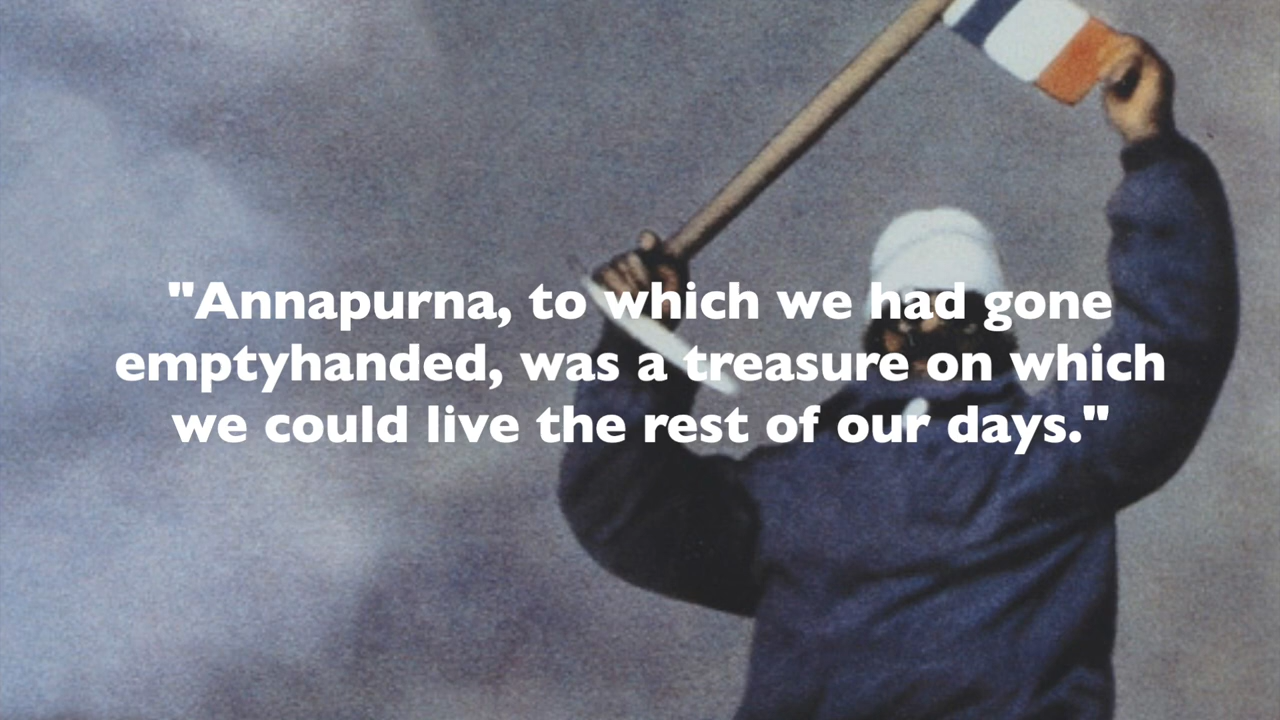 "Annapurna, to which we had gone
emptyhanded, was a treasure on which
we could live the rest of our days."